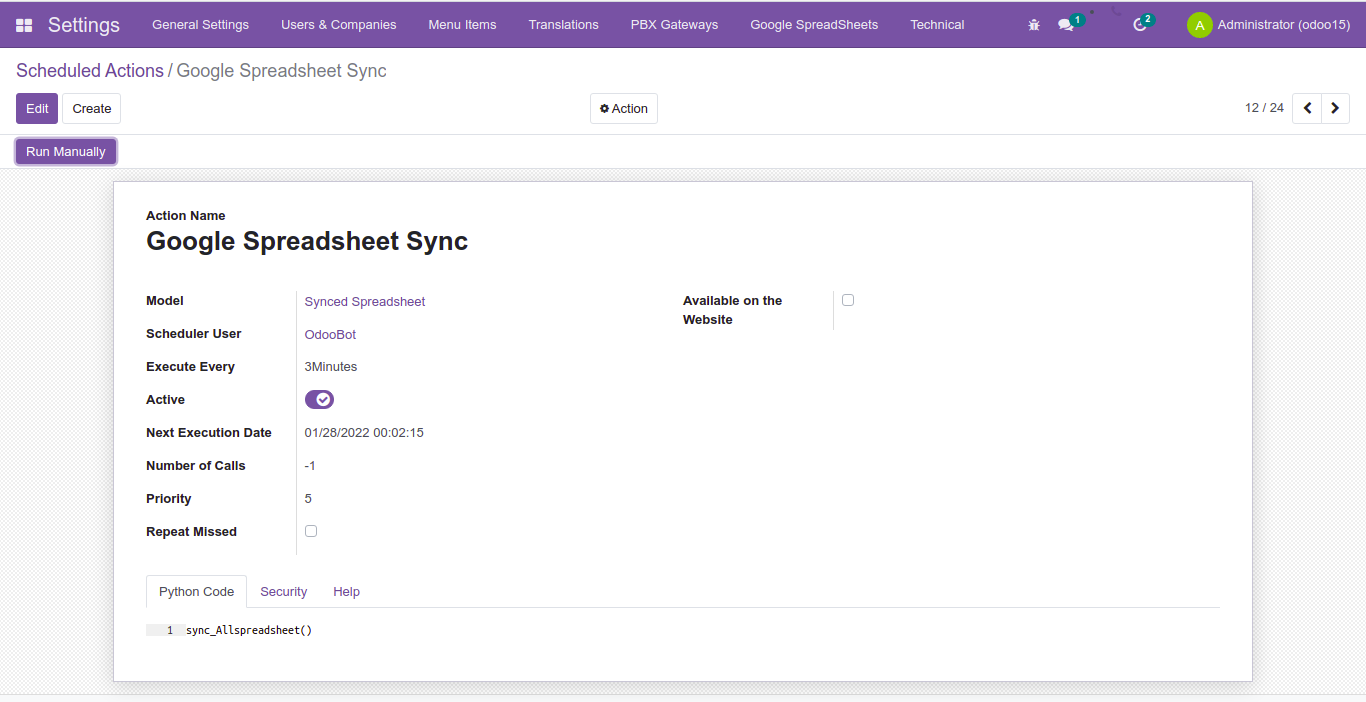 Settings General Settings Users & Companies Menu Items Translations PBX Gateways Google SpreadSheets Technical 1 2 A Administrator (odoo15)
Scheduled Actions / Google Spreadsheet Sync
Edit Create Action 12 / 24
Run Manually
Action Name
Google Spreadsheet Sync
Model Synced Spreadsheet
Available on the Website
Scheduler User OdooBot
Execute Every 3Minutes
Active
Next Execution Date 01/28/2022 00:02:15
Number of Calls -1
Priority 5
Repeat Missed
Python Code Security Help
1 sync_Allspreadsheet()